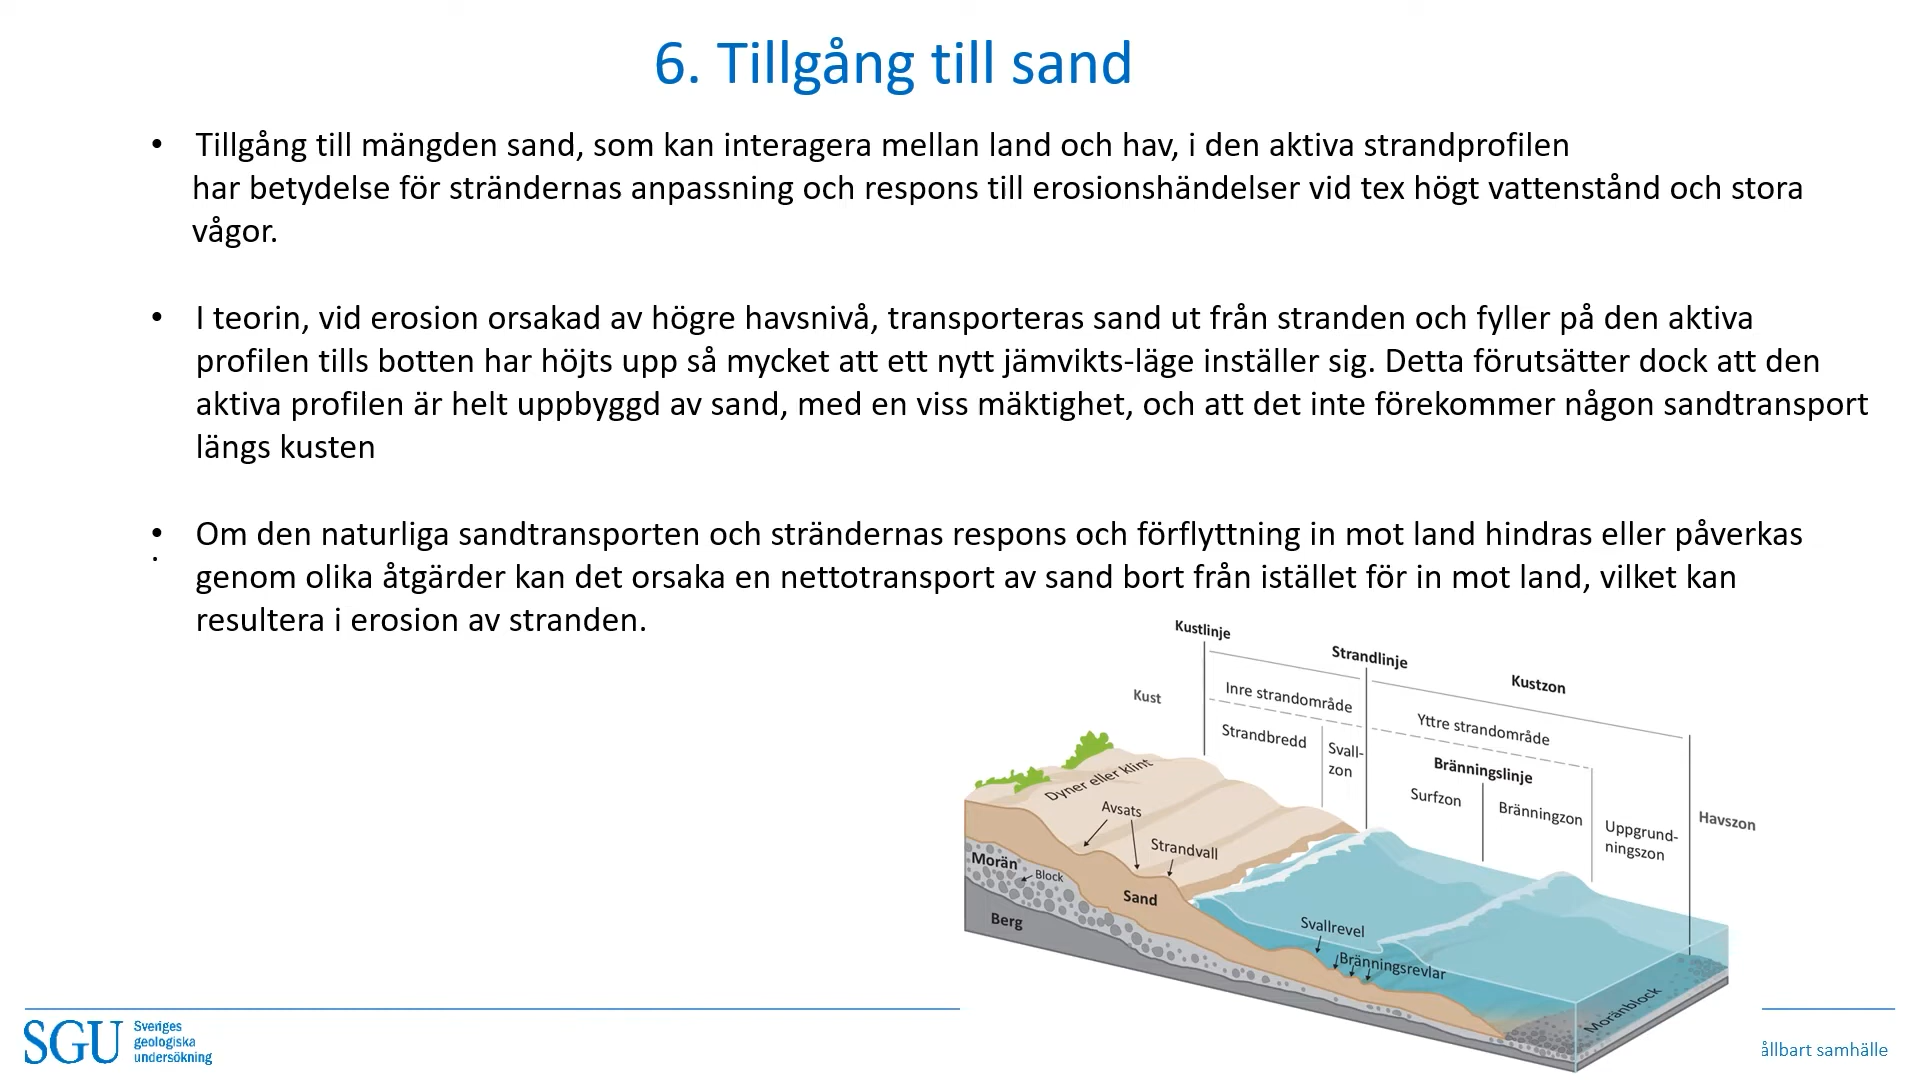 6. Tillgång till sand
• Tillgång till mängden sand, som kan interagera mellan land och hav, i den aktiva strandprofilen
har betydelse för strändernas anpassning och respons till erosionshändelser vid tex högt vattenstånd och stora
vågor.
• I teorin, vid erosion orsakad av högre havsnivå, transporteras sand ut från stranden och fyller på den aktiva
profilen tills botten har höjts upp så mycket att ett nytt jämvikts-läge inställer sig. Detta förutsätter dock att den
aktiva profilen är helt uppbyggd av sand, med en viss mäktighet, och att det inte förekommer någon sandtransport
längs kusten
• Om den naturliga sandtransporten och strändernas respons och förflyttning in mot land hindras eller påverkas
genom olika åtgärder kan det orsaka en nettotransport av sand bort från istället för in mot land, vilket kan
resultera i erosion av stranden.
Kustlinje
Strandlinje
Kustzon
Kust
Inre strandområde
Yttre strandområde
Strandbredd
Svall-
zon
Bränningslinje
Surfzon
Bränningzon
Uppgrund-
ningszon
Havszon
Dyner eller klint
Avsats
Strandvall
Morän
Block
Sand
Berg
Svallrevel
Bränningsrevlar
Moränblock
SGU
Sveriges
geologiska
undersökning
ållbart samhälle